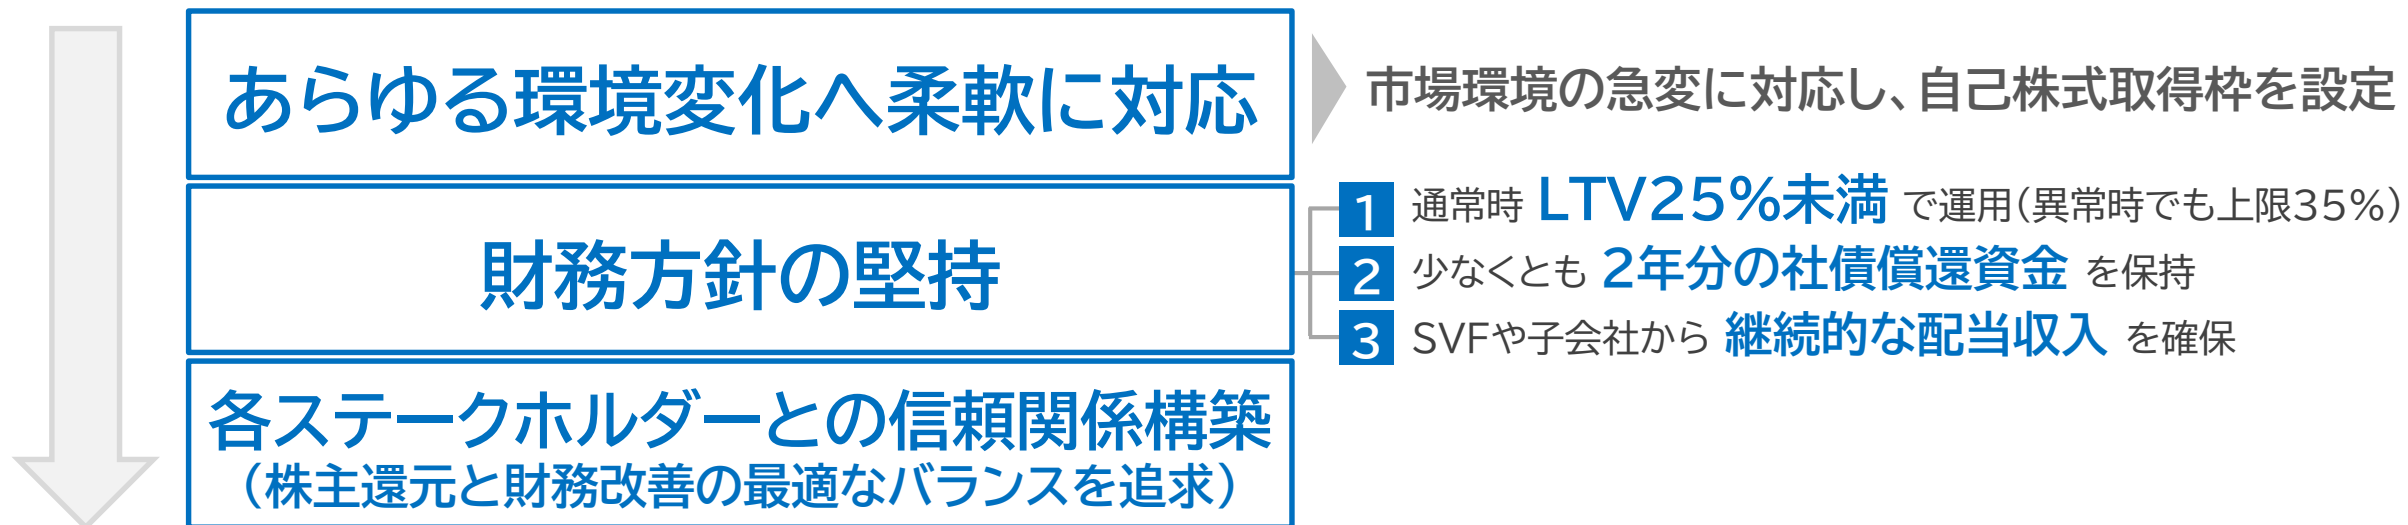 あらゆる環境変化へ柔軟に対応
市場環境の急変に対応し、自己株式取得枠を設定
財務方針の堅持
1 通常時 LTV25%未満 で運用(異常時でも上限35%)
2 少なくとも 2年分の社債償還資金 を保持
3 SVFや子会社から 継続的な配当収入 を確保
各ステークホルダーとの信頼関係構築
(株主還元と財務改善の最適なバランスを追求)